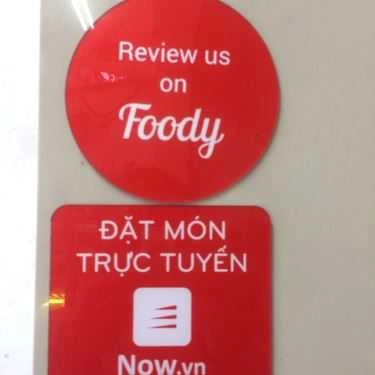 Review us
on
Foody
ĐẶT MÓN
TRỰC TUYẾN
Now.vn